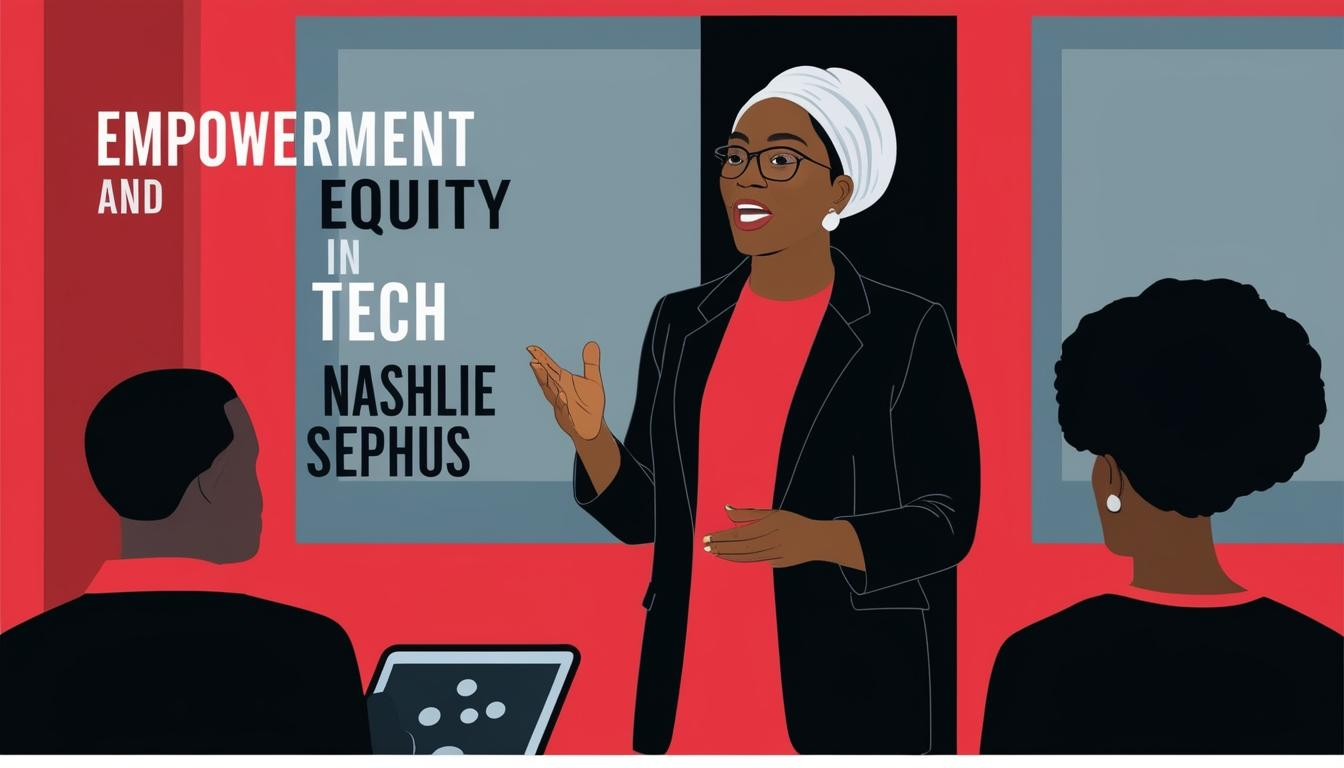 EMPOWERMENT
AND
EQUITY
IN
TECH
NASHLIE
SEPHUS